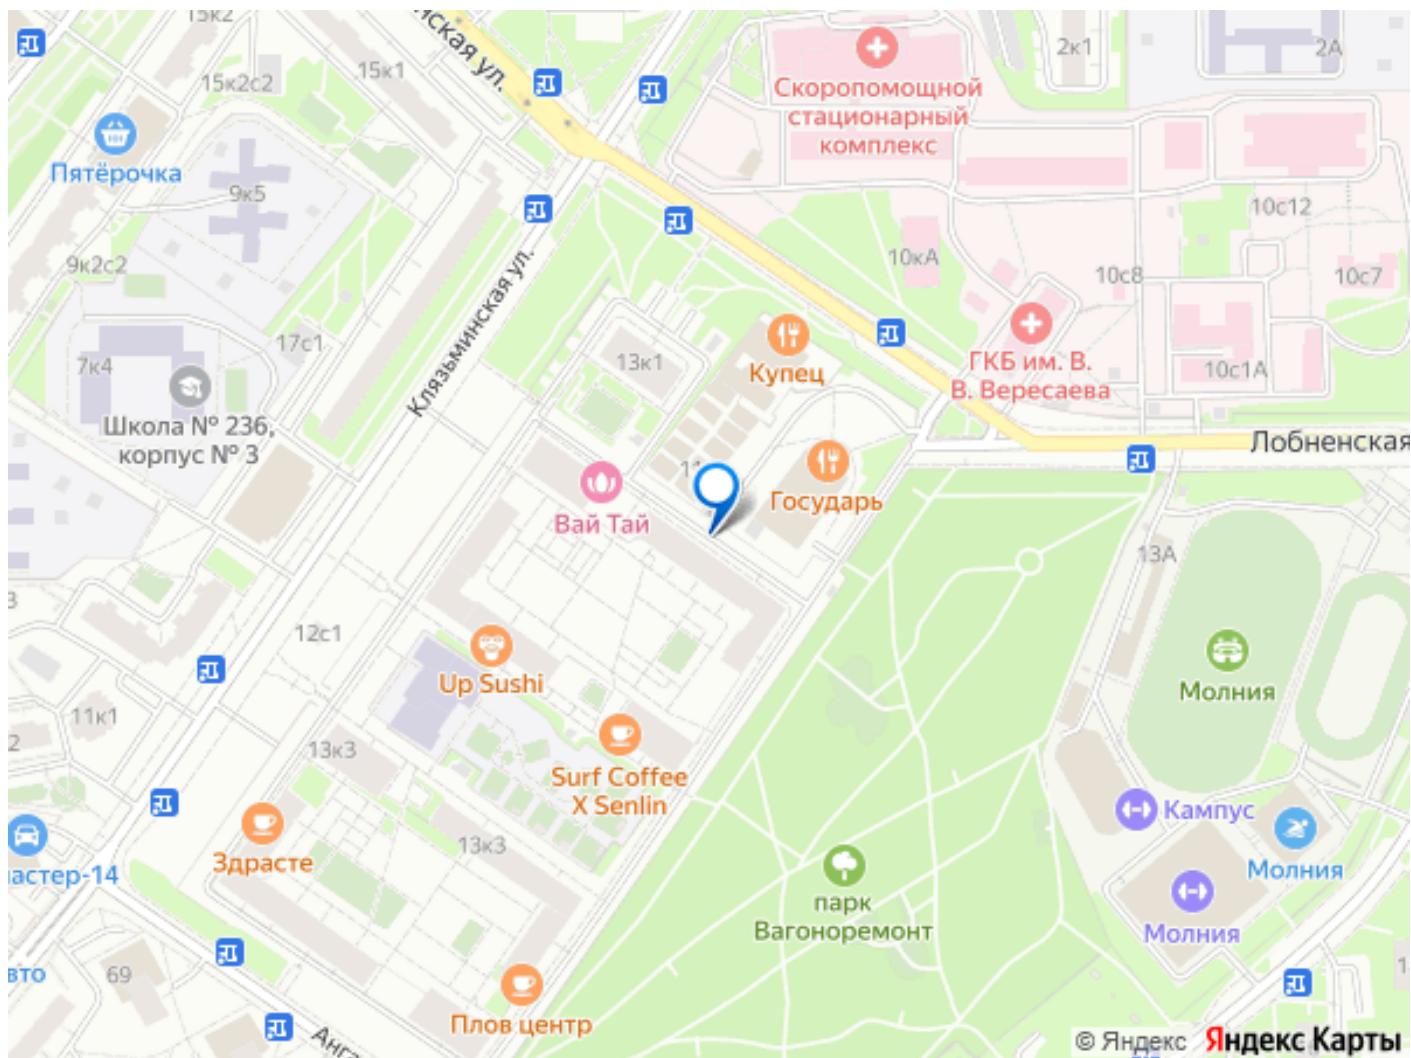 15к2
нская ул.
15к1
15к2с2
2к1
2А
Скоропомощной
стационарный
комплекс
Пятёрочка
9к5
10с12
9к2с2
10кА
10с8
10с7
Клязьминская ул.
17с1
7к4
13к1
Купец
ГКБ им. В.
В. Вересаева
10с1А
Школа № 236,
корпус № 3
Лобненская
Вай Тай
Государь
13А
12с1
Up Sushi
Молния
11к1
13к3
Surf Coffee
X Senlin
Кампус
Здрасте
13к3
Молния
астер-14
парк
Вагоноремонт
Молния
вто
69
Плов центр
Анга
© Яндекс Яндекс Карты